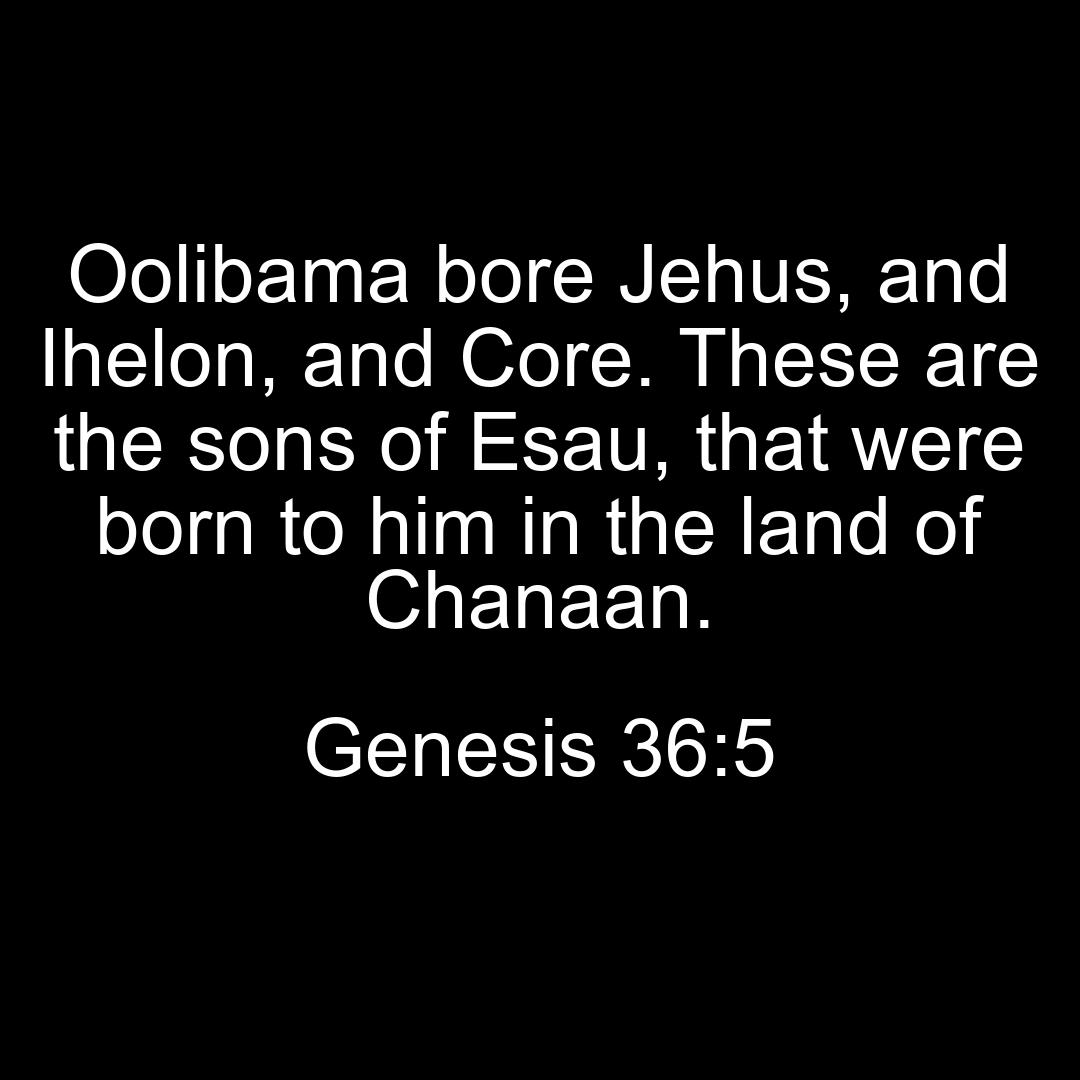 Oolibama bore Jehus, and
Ihelon, and Core. These are
the sons of Esau, that were
born to him in the land of
Chanaan.
Genesis 36:5